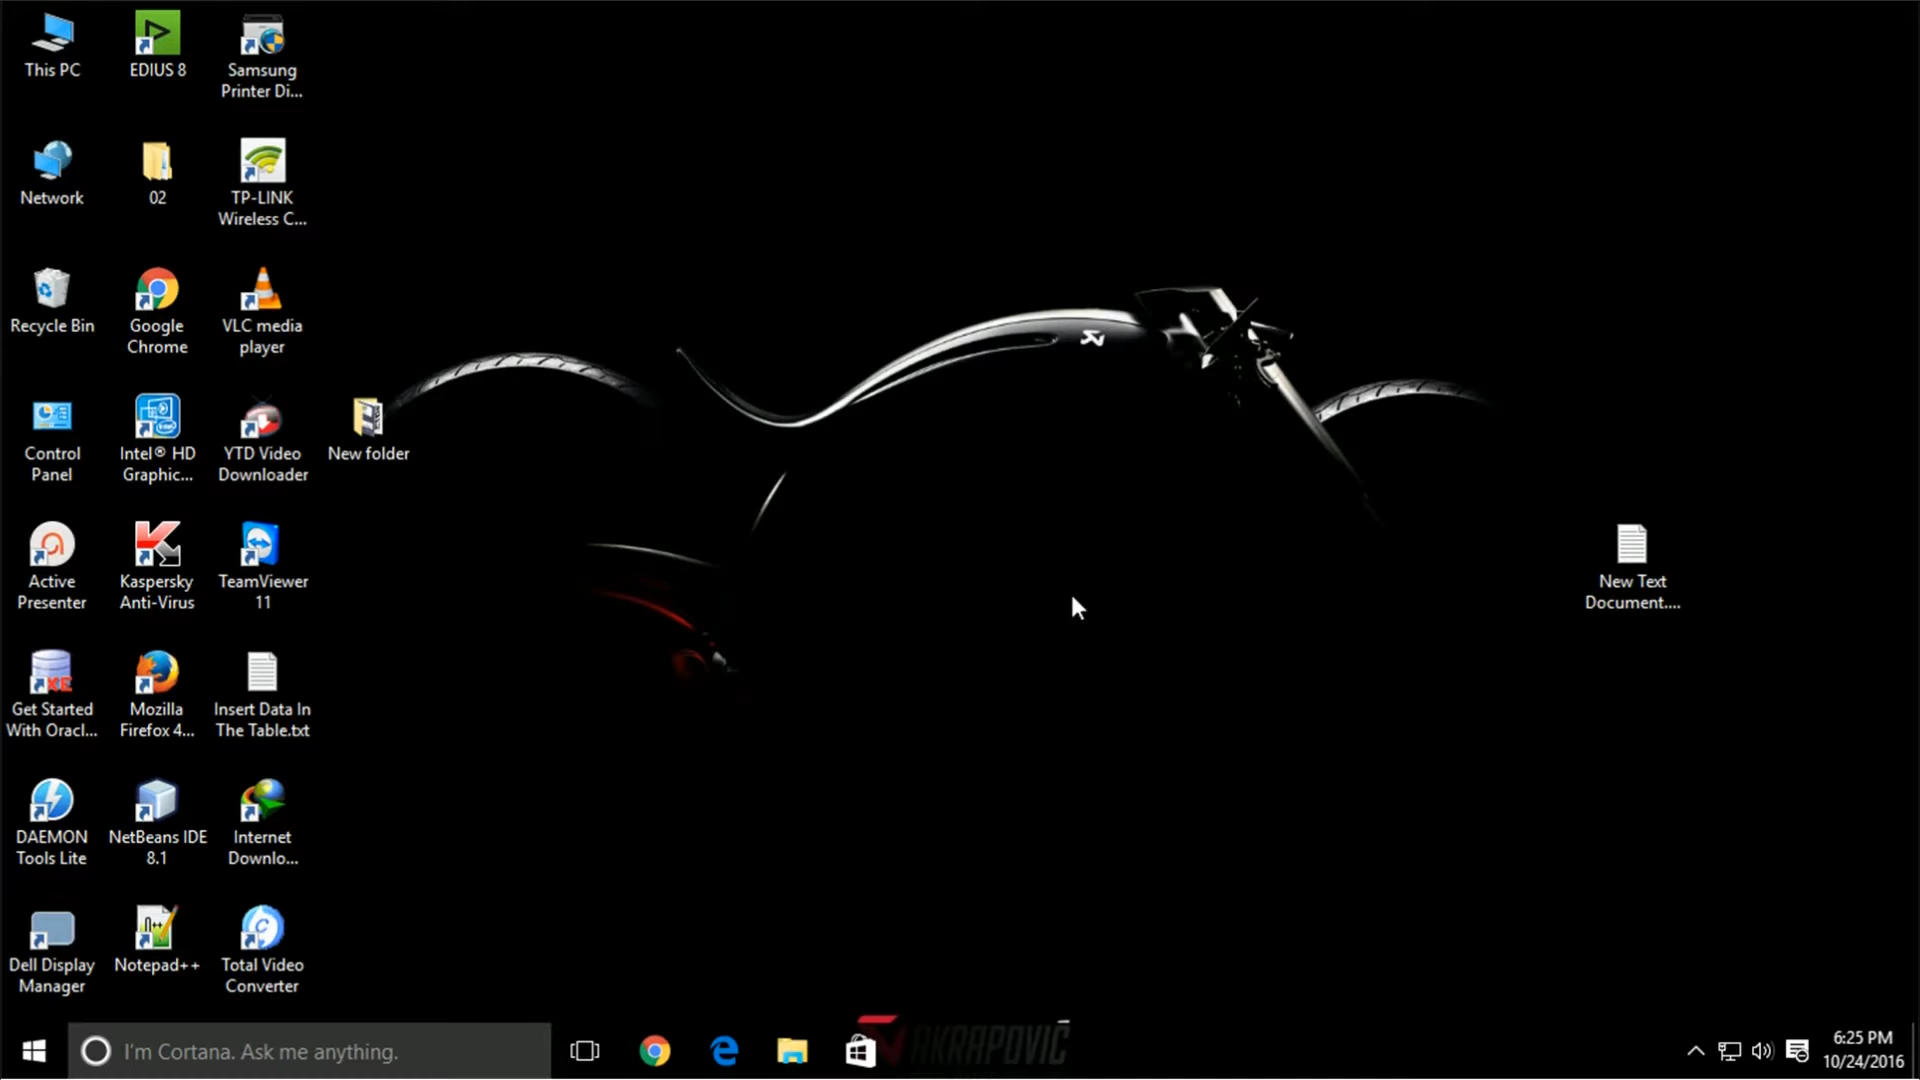 This PC
EDIUS 8
Samsung
Printer Di...
Network
02
TP-LINK
Wireless C...
Recycle Bin
Google
Chrome
VLC media
player
Control
Panel
Intel® HD
Graphic...
YTD Video
Downloader
New folder
Active
Presenter
Kaspersky
Anti-Virus
TeamViewer
11
New Text
Document....
Get Started
With Oracl...
Mozilla
Firefox 4...
Insert Data In
The Table.txt
DAEMON
Tools Lite
NetBeans IDE
8.1
Internet
Downlo...
Dell Display
Manager
Notepad++
Total Video
Converter
I'm Cortana. Ask me anything.
AKRAPOVIČ
6:25 PM
10/24/2016